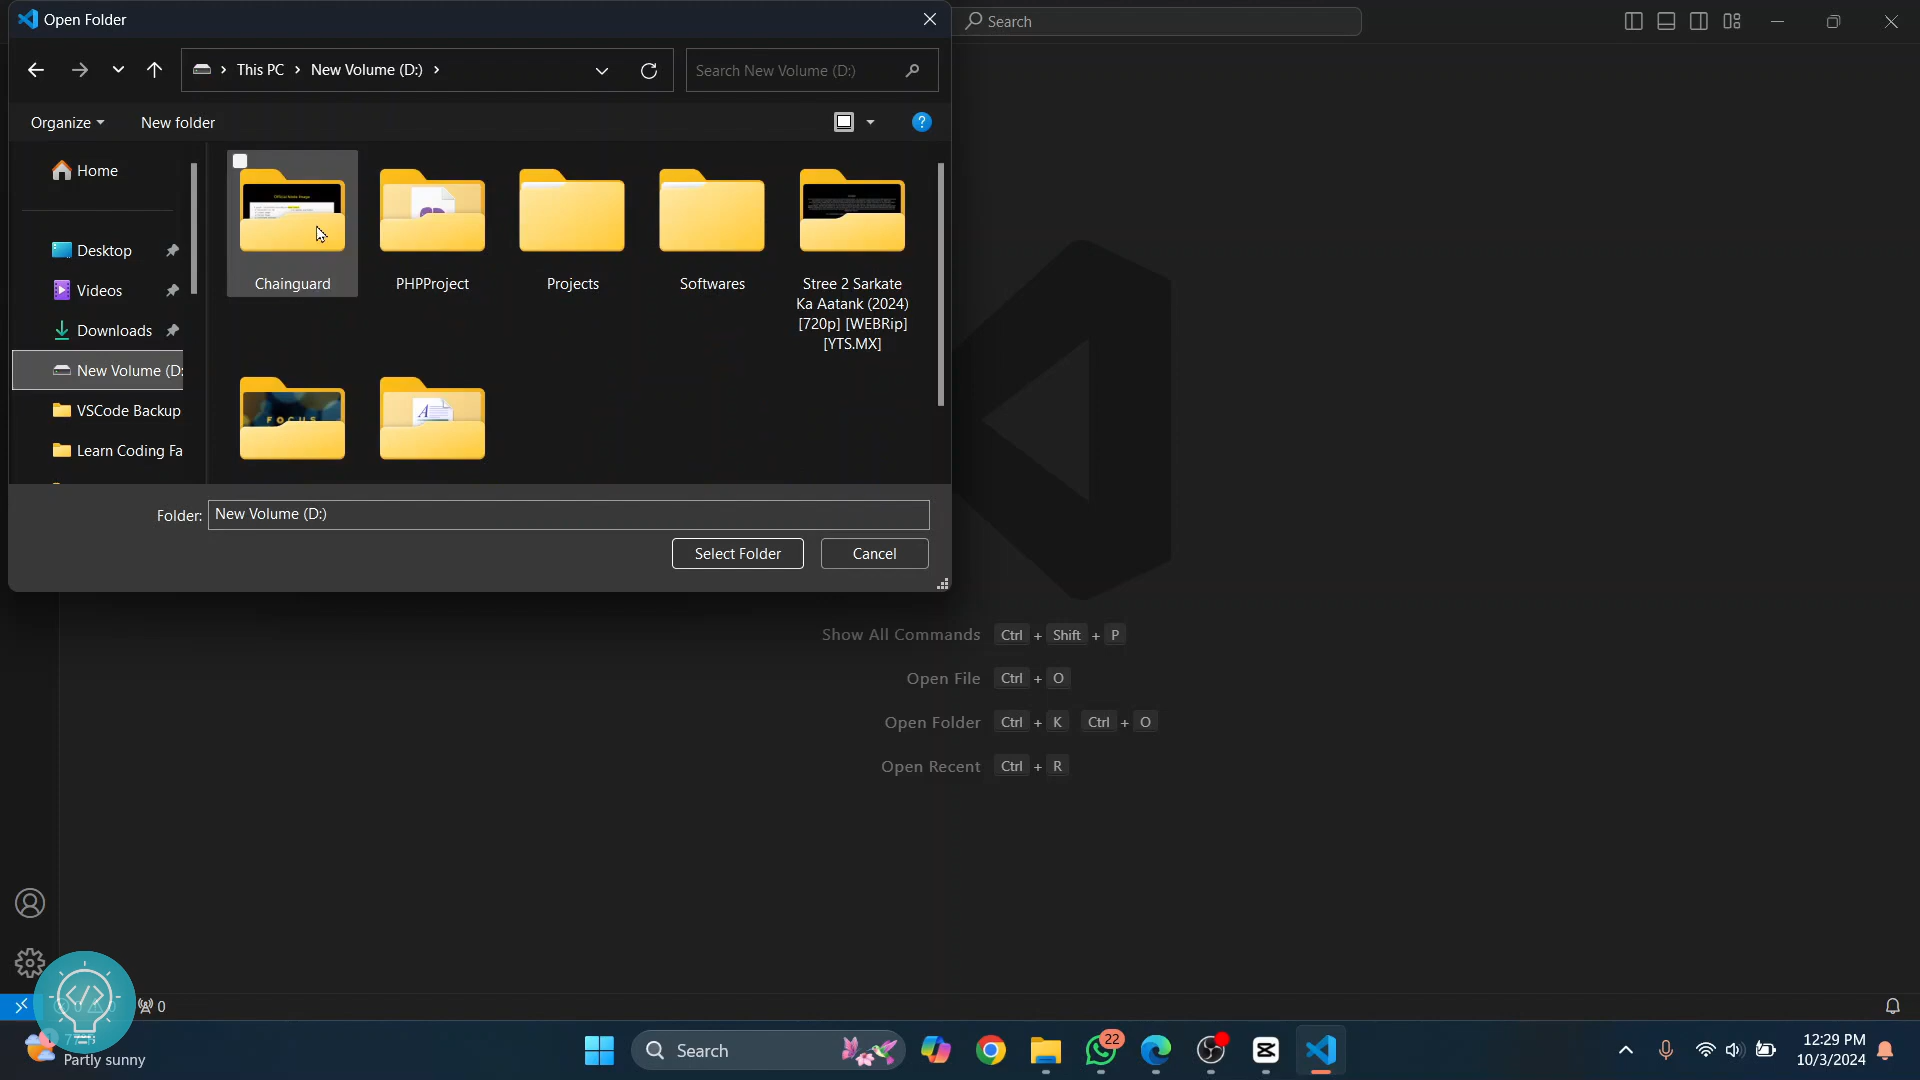 Open Folder
Search
This PC > New Volume (D:) >
Search New Volume (D:)
Organize
New folder
Home
Desktop
Videos
Downloads
New Volume (D:
VSCode Backup
Learn Coding Fa
Chainguard
PHPProject
Projects
Softwares
Stree 2 Sarkate
Ka Aatank (2024)
[720p] [WEBRip]
[YTS.MX]
FOCUS
Folder: New Volume (D:)
Select Folder
Cancel
Show All Commands Ctrl + Shift + P
Open File Ctrl + O
Open Folder Ctrl + K Ctrl + O
Open Recent Ctrl + R
0
Partly sunny
Search
22
12:29 PM
10/3/2024